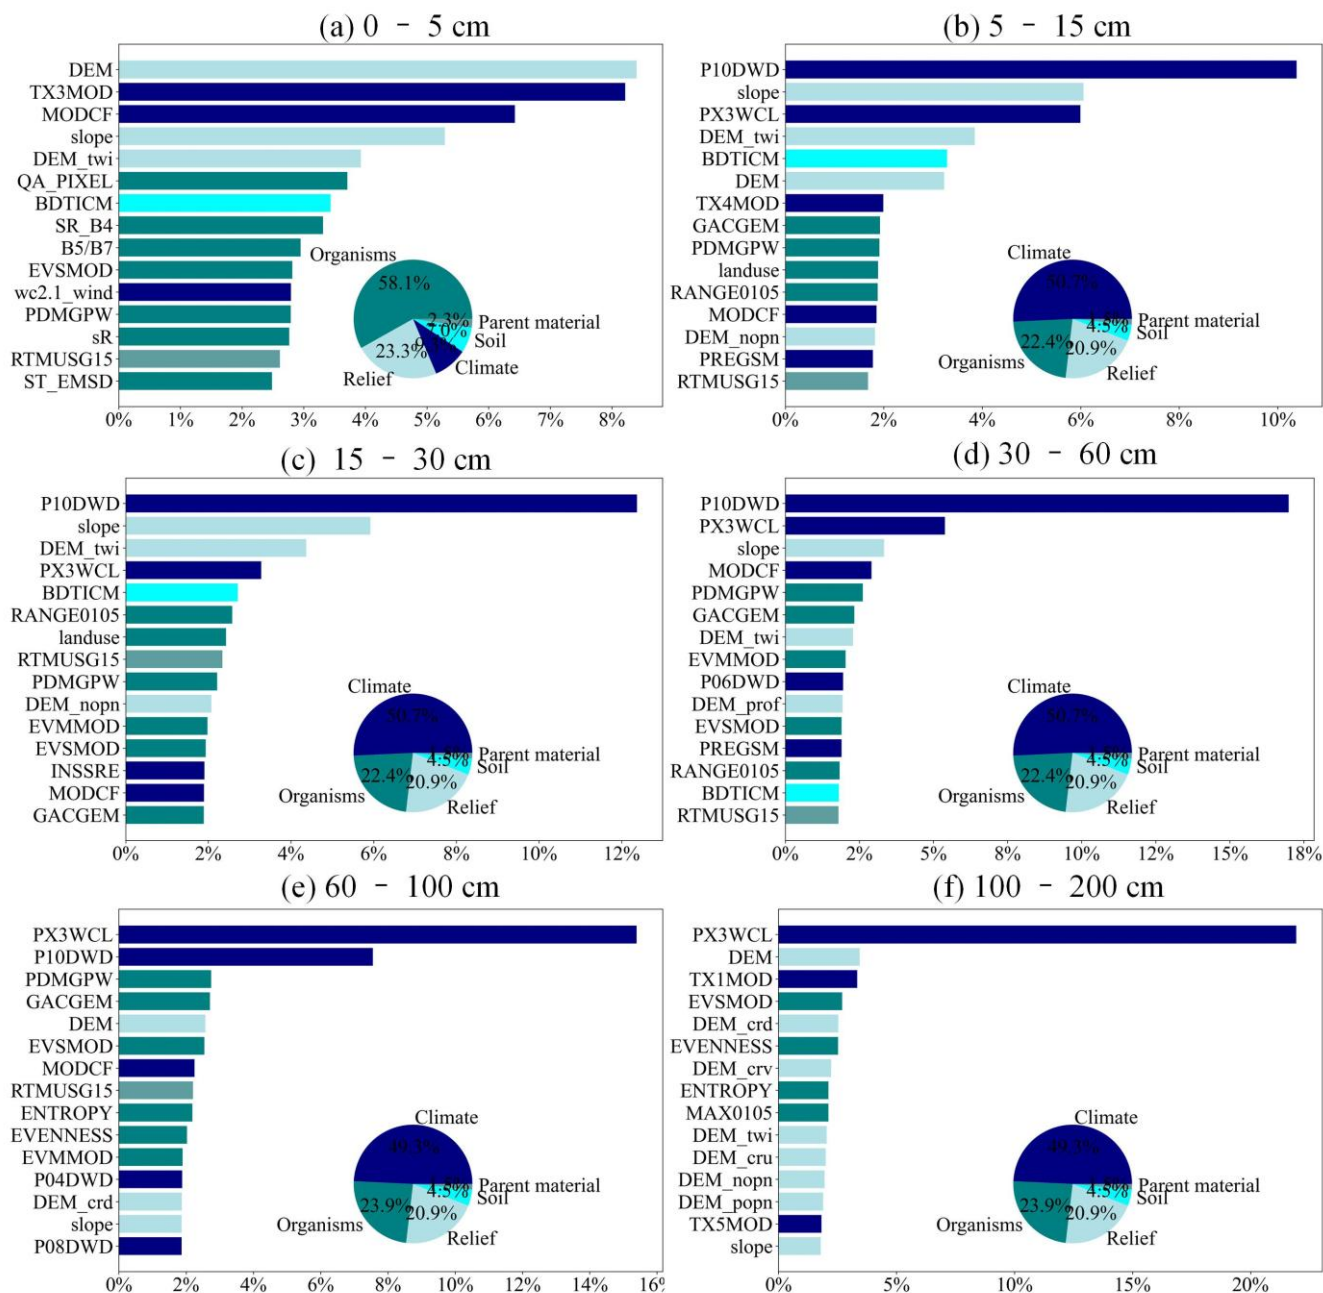 (a) 0 - 5 cm
DEM
TX3MOD
MODCF
slope
DEM_twi
QA_PIXEL
BDTICM
SR_B4
B5/B7
EVSMOD
wc2.1_wind
PDMGPW
sR
RTMUSG15
ST_EMSD
0% 1% 2% 3% 4% 5% 6% 7% 8%
Organisms
58.1%
2.3%
Parent material
Soil
23.3%
Relief
Climate
(b) 5 - 15 cm
P10DWD
slope
PX3WCL
DEM_twi
BDTICM
DEM
TX4MOD
GACGEM
PDMGPW
landuse
RANGE0105
MODCF
DEM_nopn
PREGSM
RTMUSG15
0% 2% 4% 6% 8% 10%
Climate
50.7%
Parent material
4.5%
Soil
22.4%
20.9%
Organisms
Relief
(c) 15 - 30 cm
P10DWD
slope
DEM_twi
PX3WCL
BDTICM
RANGE0105
landuse
RTMUSG15
PDMGPW
DEM_nopn
EVMMOD
EVSMOD
INSSRE
MODCF
GACGEM
0% 2% 4% 6% 8% 10% 12%
Climate
50.7%
Parent material
4.5%
Soil
22.4%
20.9%
Organisms
Relief
(d) 30 - 60 cm
P10DWD
PX3WCL
slope
MODCF
PDMGPW
GACGEM
DEM_twi
EVMMOD
P06DWD
DEM_prof
EVSMOD
PREGSM
RANGE0105
BDTICM
RTMUSG15
0% 2% 5% 8% 10% 12% 15% 18%
Climate
50.7%
Parent material
4.5%
Soil
22.4%
20.9%
Organisms
Relief
(e) 60 - 100 cm
PX3WCL
P10DWD
PDMGPW
GACGEM
DEM
EVSMOD
MODCF
RTMUSG15
ENTROPY
EVENNESS
EVMMOD
P04DWD
DEM_crd
slope
P08DWD
0% 2% 4% 6% 8% 10% 12% 14% 16%
Climate
49.3%
Parent material
4.5%
Soil
23.9%
20.9%
Organisms
Relief
(f) 100 - 200 cm
PX3WCL
DEM
TX1MOD
EVSMOD
DEM_crd
EVENNESS
DEM_crv
ENTROPY
MAX0105
DEM_twi
DEM_cru
DEM_nopn
DEM_popn
TX5MOD
slope
0% 5% 10% 15% 20%
Climate
49.3%
Parent material
4.5%
Soil
23.9%
20.9%
Organisms
Relief